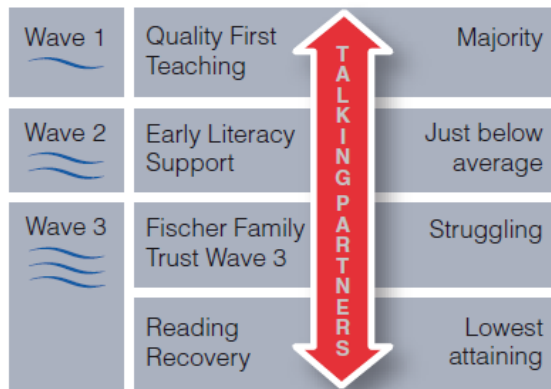 Wave 1
Quality First
Teaching
Majority
Wave 2
Early Literacy
Support
Just below
average
Wave 3
Fischer Family
Trust Wave 3
Struggling
Reading
Recovery
Lowest
attaining
TALKING PARTNERS